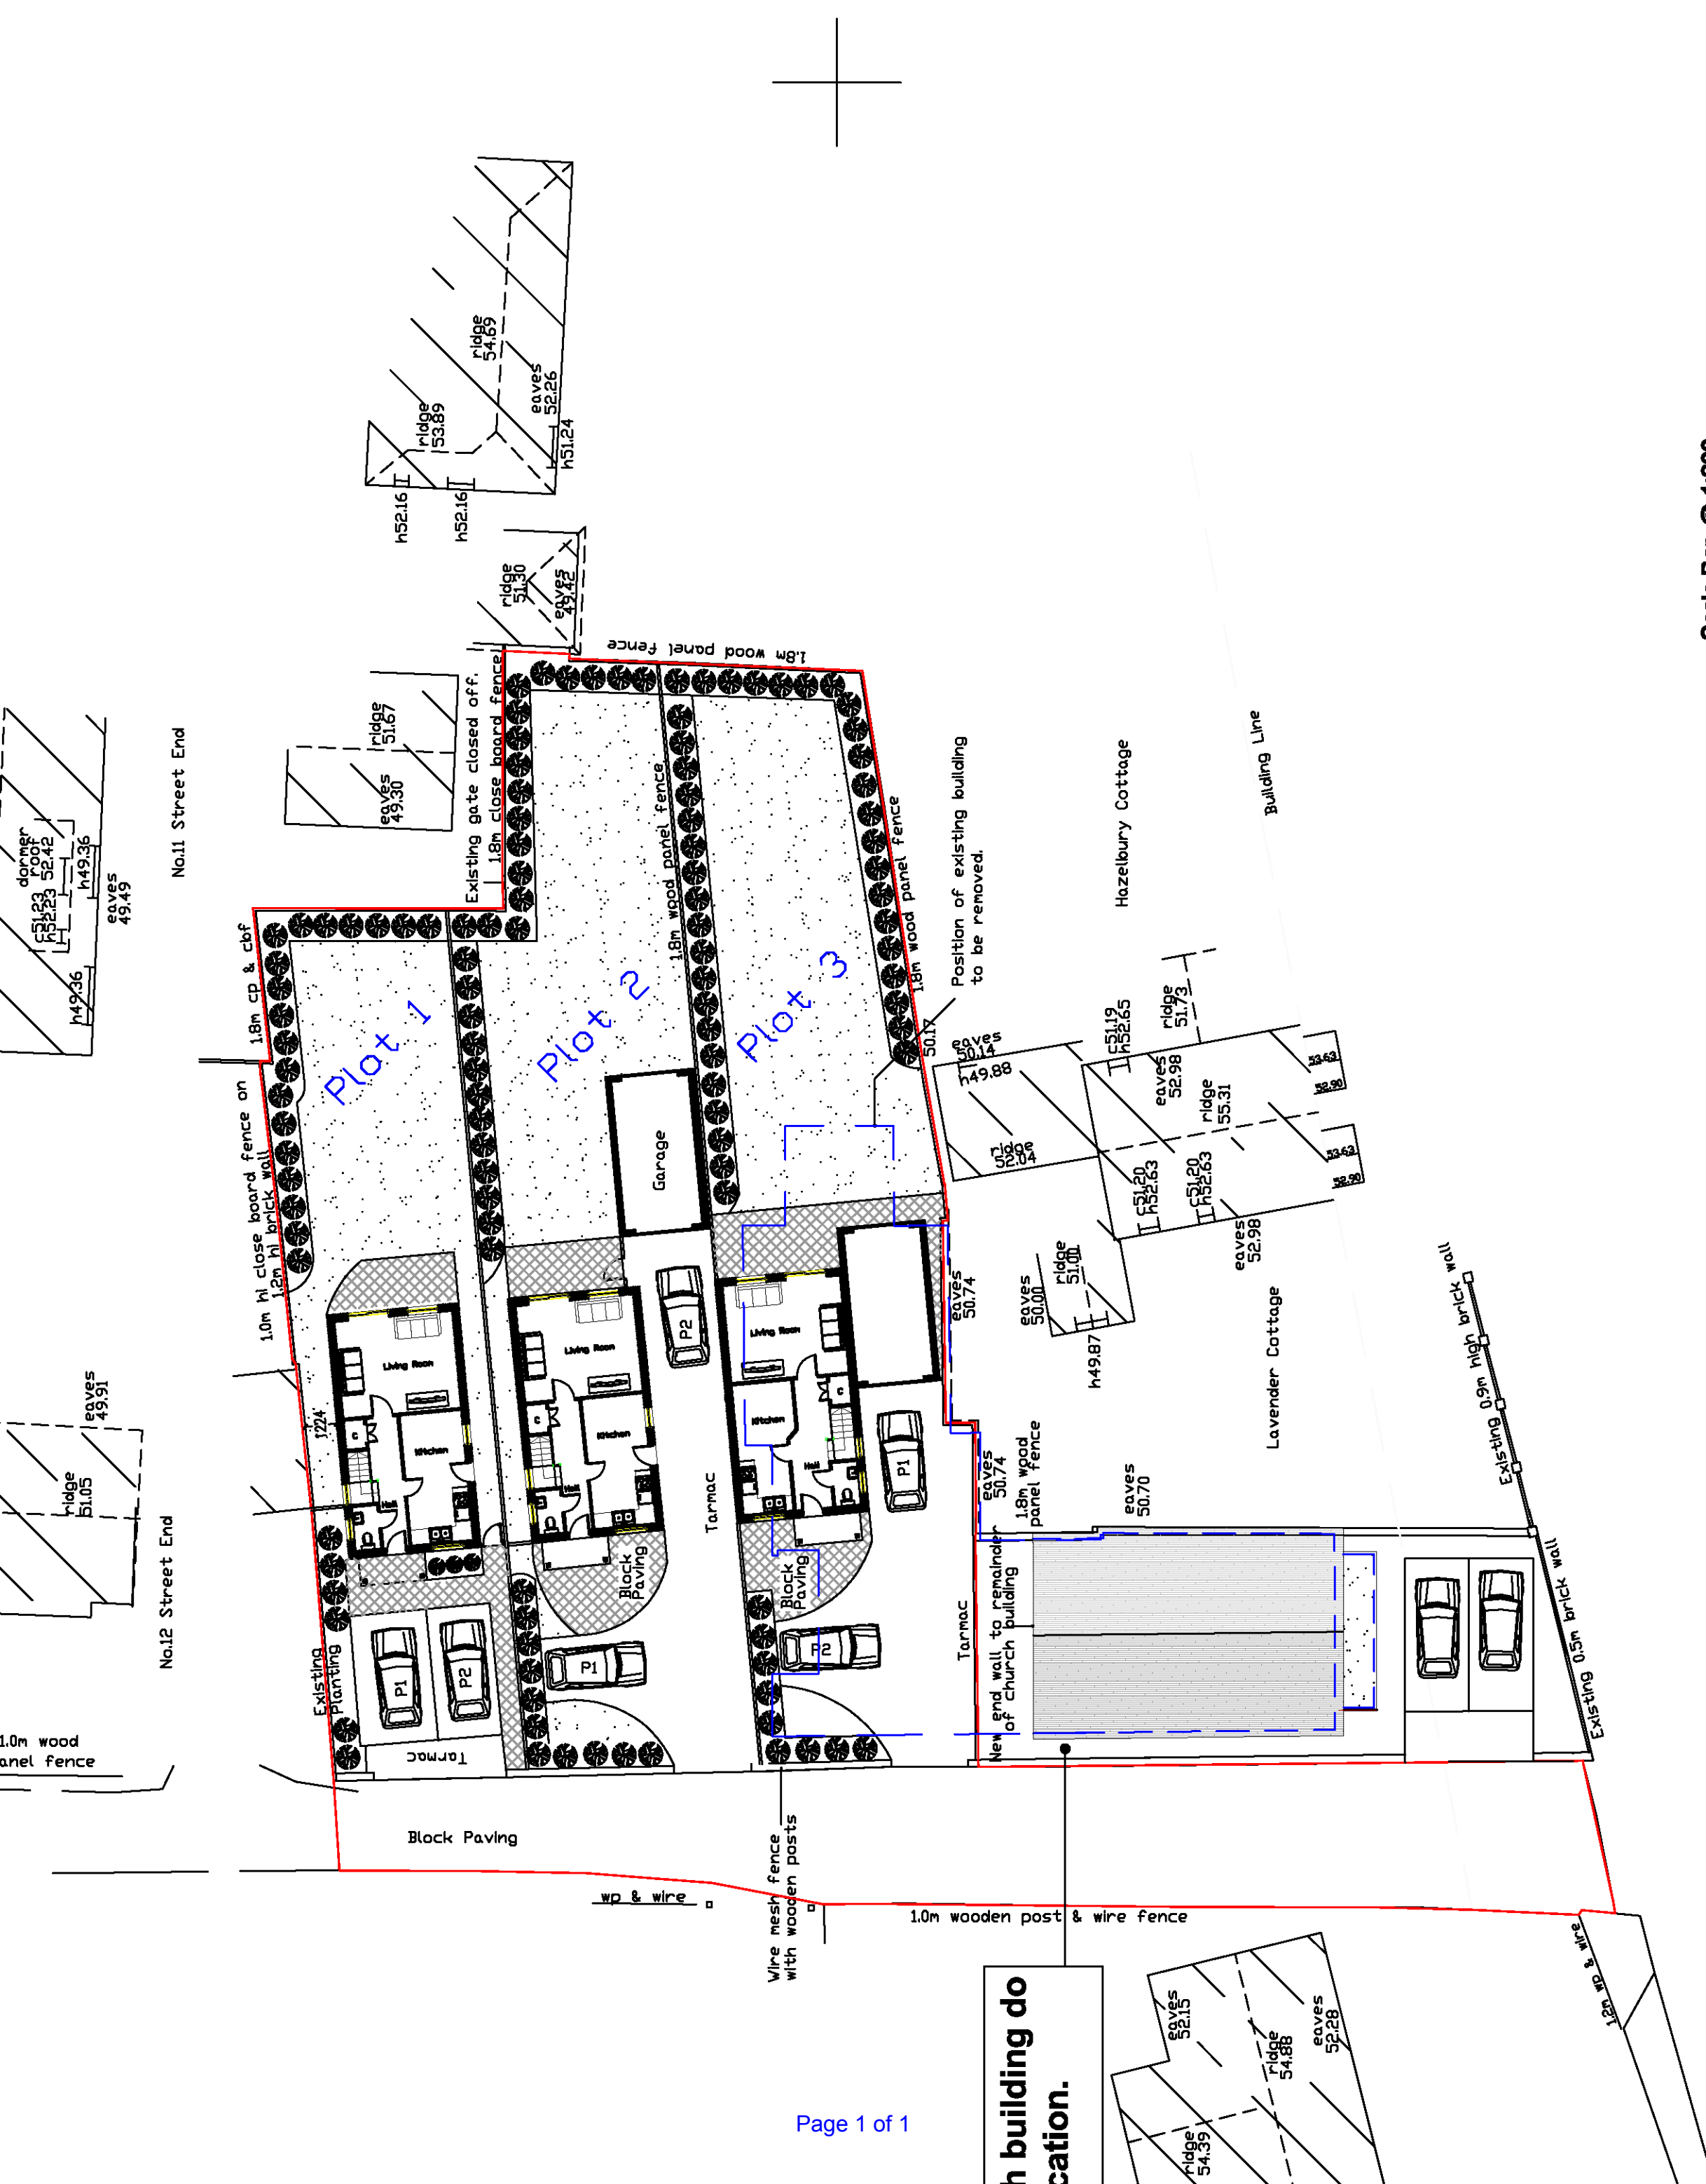 ridge
54.69
ridge
53.89
eaves
52.26
h51.24
h52.16
h52.16
ridge
51.30
eaves
49.42
1.8m wood panel fence
Existing gate closed off.
1.8m close board fence
ridge
51.67
eaves
49.30
No.11 Street End
dormer
roof
c51.23
h52.23 52.42
h49.36
eaves
49.49
h49.36
1.8m cp & cbf
1.0m hi close board fence on
1.2m hi brick wall
Plot 1
Plot 2
Plot 3
1.8m wood panel fence
1.8m wood panel fence
Position of existing building
to be removed.
Hazelbury Cottage
Building Line
50.17
eaves
50.14
h49.88
ridge
52.04
c51.19
h52.65
ridge
51.73
eaves
52.98
ridge
55.31
53.63
52.90
53.63
52.90
c51.20
h52.63
c51.20
h52.63
eaves
52.98
ridge
51.00
eaves
50.00
h49.87
Lavender Cottage
Existing 0.9m high brick wall
Garage
P2
Living Room
Kitchen
Hall
c
Living Room
Kitchen
Hall
c
Living Room
Kitchen
Hall
c
1224
eaves
49.91
ridge
51.05
No.12 Street End
Existing
Planting
P1
P2
Tarmac
Block
Paving
P1
Tarmac
Block
Paving
P2
P1
eaves
50.74
eaves
50.74
1.8m wood
panel fence
eaves
50.70
Tarmac
New end wall to remainder
of church building
Existing 0.5m brick wall
1.0m wood
anel fence
Block Paving
wp & wire
Wire mesh fence
with wooden posts
1.0m wooden post & wire fence
1.2m wp & wire
h building do
cation.
eaves
52.15
ridge
54.88
eaves
52.28
ridge
54.39
Page 1 of 1